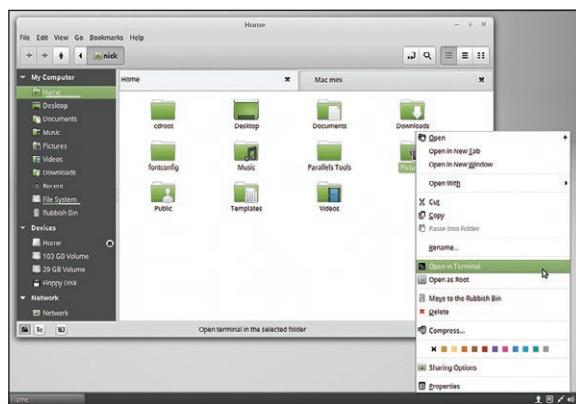 Home
File Edit View Go Bookmarks Help
nick
My Computer
Home
Desktop
Documents
Music
Pictures
Videos
Downloads
Recent
File System
Rubbish Bin
Devices
Home
103 GB Volume
29 GB Volume
Floppy Disk
Network
Network
Home
Mac mini
cdroot
Desktop
Documents
Downloads
fontconfig
Music
Parallels Tools
Public
Templates
Videos
Open
Open in New Tab
Open in New Window
Open With
Cut
Copy
Paste Into Folder
Rename...
Open in Terminal
Open as Root
Move to the Rubbish Bin
Delete
Compress...
Sharing Options
Properties
Open terminal in the selected folder
Home